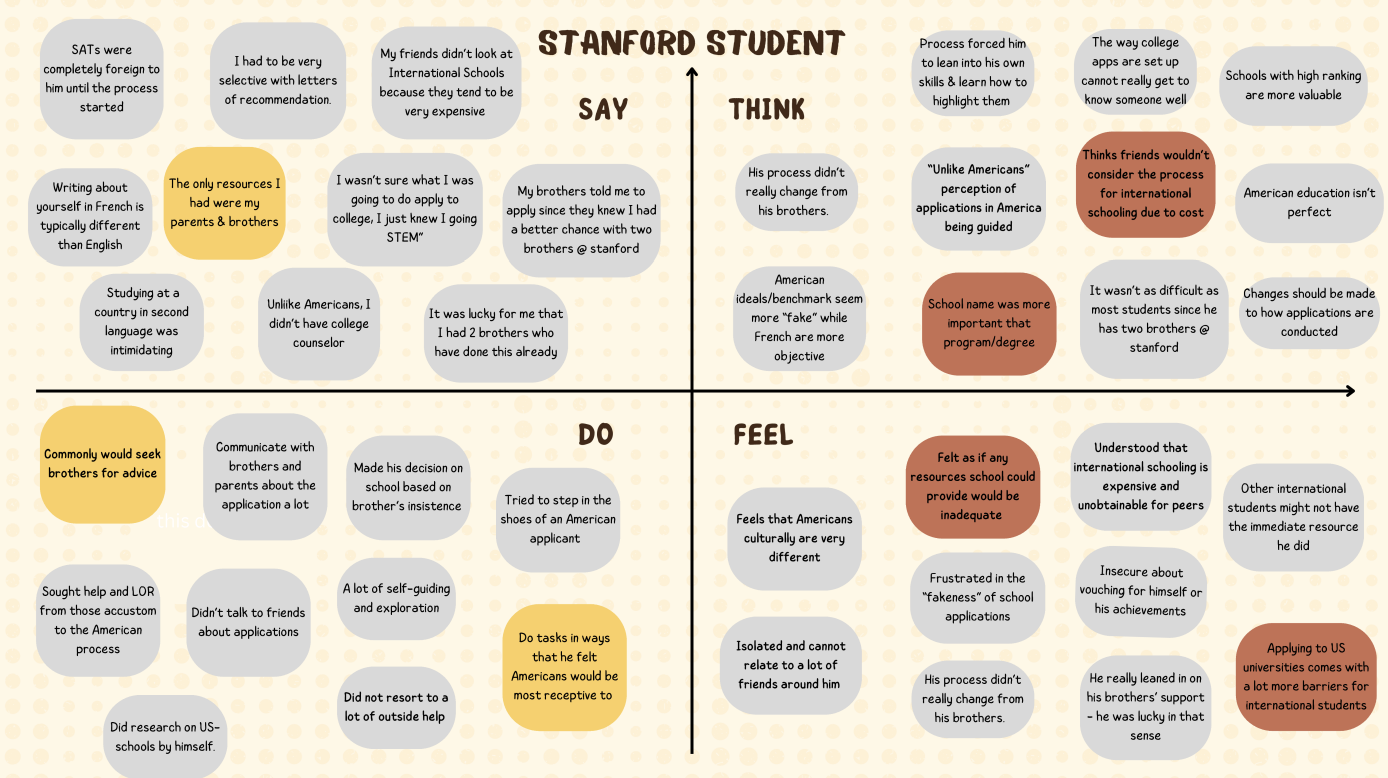 STANFORD STUDENT
SAY
SATs were
completely foreign to
him until the process
started
I had to be very
selective with letters
of recommendation.
My friends didn't look at
International Schools
because they tend to be
very expensive
Writing about
yourself in French is
typically different
than English
The only resources I
had were my
parents & brothers
I wasn't sure what I was
going to do apply to
college, I just knew I going
STEM"
My brothers told me to
apply since they knew I had
a better chance with two
brothers @ stanford
Studying at a
country in second
language was
intimidating
Unlike Americans, I
didn't have college
counselor
It was lucky for me that
I had 2 brothers who
have done this already
THINK
Process forced him
to lean into his own
skills & learn how to
highlight them
The way college
apps are set up
cannot really get to
know someone well
Schools with high ranking
are more valuable
His process didn't
really change from
his brothers.
"Unlike Americans"
perception of
applications in America
being guided
Thinks friends wouldn't
consider the process
for international
schooling due to cost
American education isn't
perfect
American
ideals/benchmark seem
more "fake" while
French are more
objective
School name was more
important that
program/degree
It wasn't as difficult as
most students since he
has two brothers @
stanford
Changes should be made
to how applications are
conducted
DO
Commonly would seek
brothers for advice
Communicate with
brothers and
parents about the
application a lot
Made his decision on
school based on
brother's insistence
Tried to step in the
shoes of an American
applicant
Sought help and LOR
from those accustom
to the American
process
Didn't talk to friends
about applications
A lot of self-guiding
and exploration
Do tasks in ways
that he felt
Americans would be
most receptive to
Did not resort to a
lot of outside help
Did research on US-
schools by himself.
FEEL
Feels that Americans
culturally are very
different
Felt as if any
resources school could
provide would be
inadequate
Understood that
international schooling is
expensive and
unobtainable for peers
Other international
students might not have
the immediate resource
he did
Isolated and cannot
relate to a lot of
friends around him
Frustrated in the
"fakeness" of school
applications
Insecure about
vouching for himself or
his achievements
His process didn't
really change from
his brothers.
He really leaned in on
his brothers' support
- he was lucky in that
sense
Applying to US
universities comes with
a lot more barriers for
international students